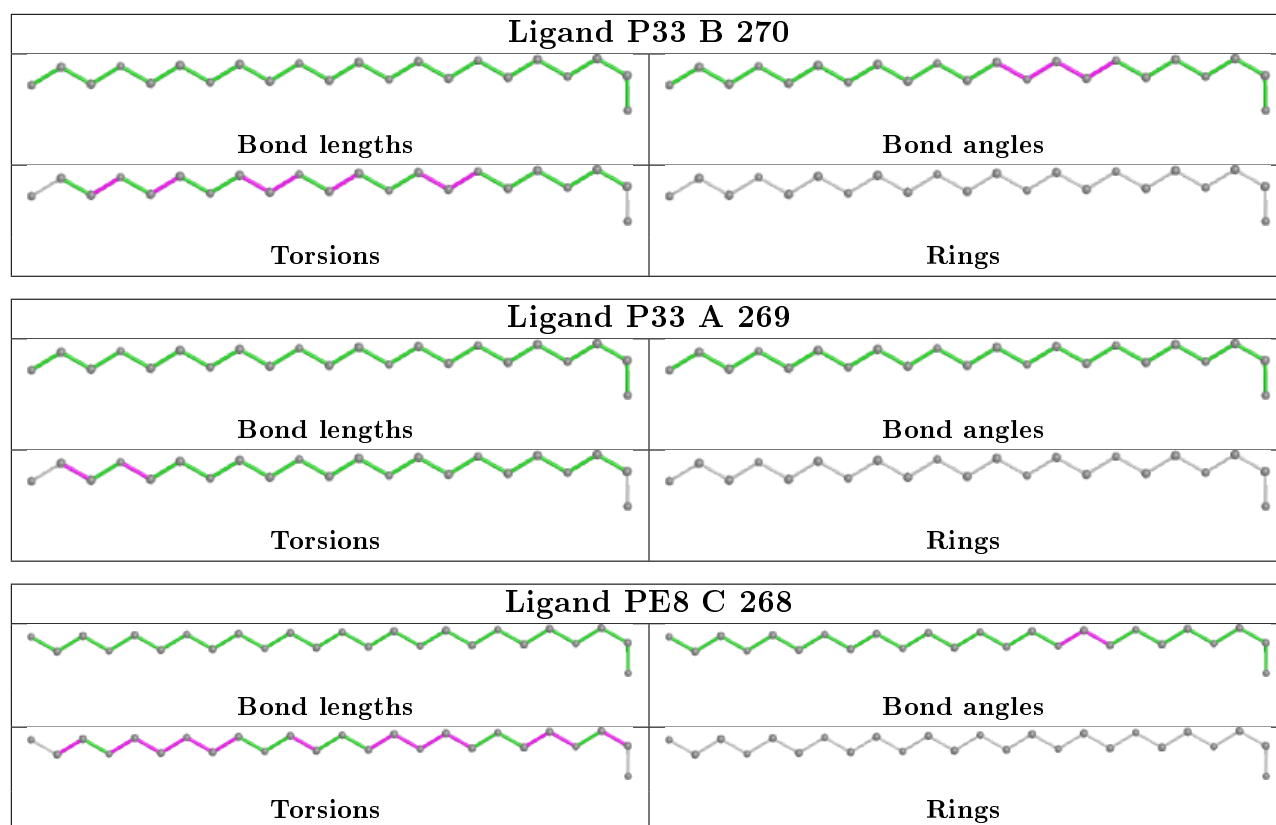 Ligand P33 B 270
Bond lengths
Bond angles
Torsions
Rings
Ligand P33 A 269
Bond lengths
Bond angles
Torsions
Rings
Ligand PE8 C 268
Bond lengths
Bond angles
Torsions
Rings